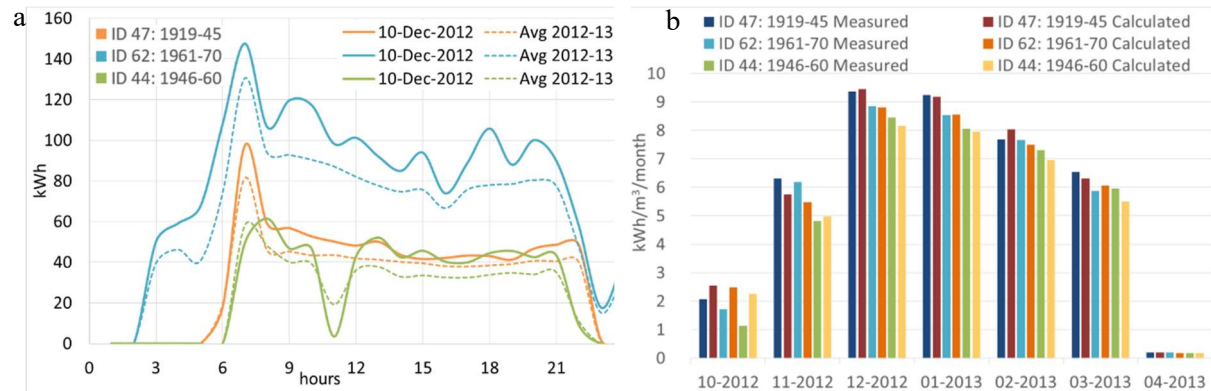 a
ID 47: 1919-45 10-Dec-2012 Avg 2012-13
ID 62: 1961-70 10-Dec-2012 Avg 2012-13
ID 44: 1946-60 10-Dec-2012 Avg 2012-13
160
140
120
100
80
60
40
20
0
kWh
0 3 6 9 12 15 18 21
hours
b
ID 47: 1919-45 Measured ID 47: 1919-45 Calculated
ID 62: 1961-70 Measured ID 62: 1961-70 Calculated
ID 44: 1946-60 Measured ID 44: 1946-60 Calculated
10
9
8
7
6
5
4
3
2
1
0
kWh/m³/month
10-2012 11-2012 12-2012 01-2013 02-2013 03-2013 04-2013